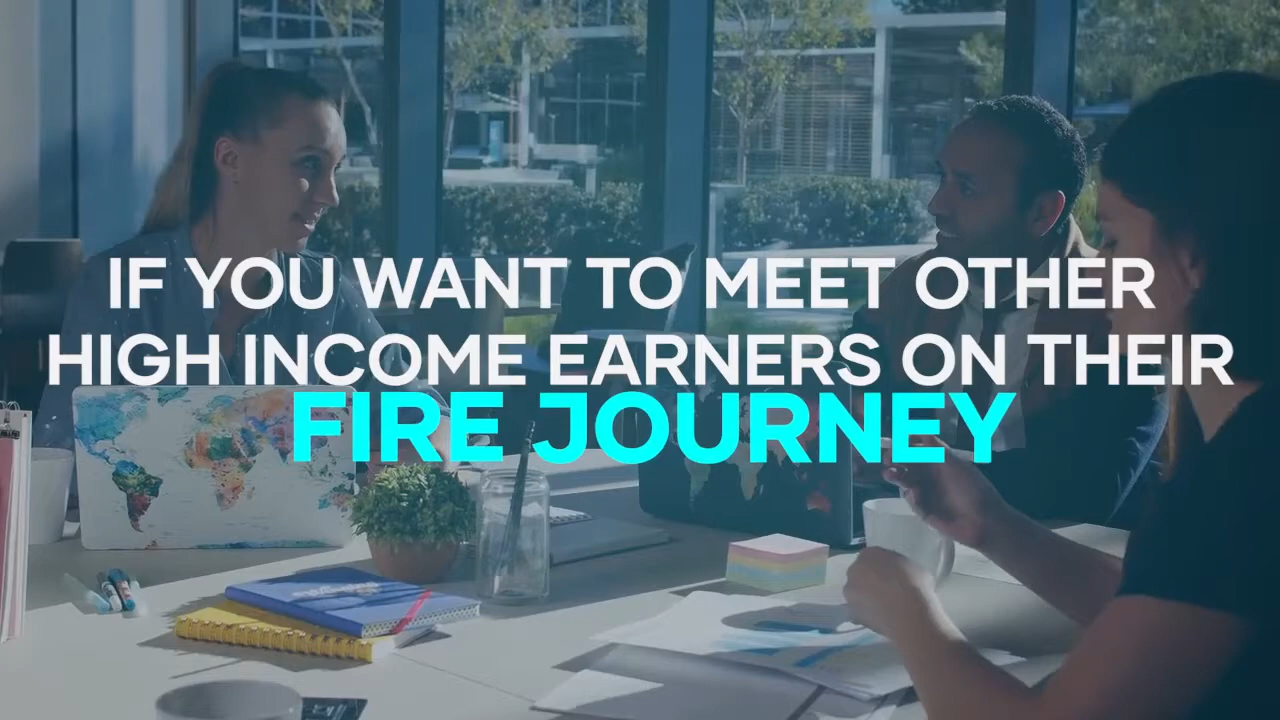 IF YOU WANT TO MEET OTHER
HIGH INCOME EARNERS ON THEIR
FIRE JOURNEY